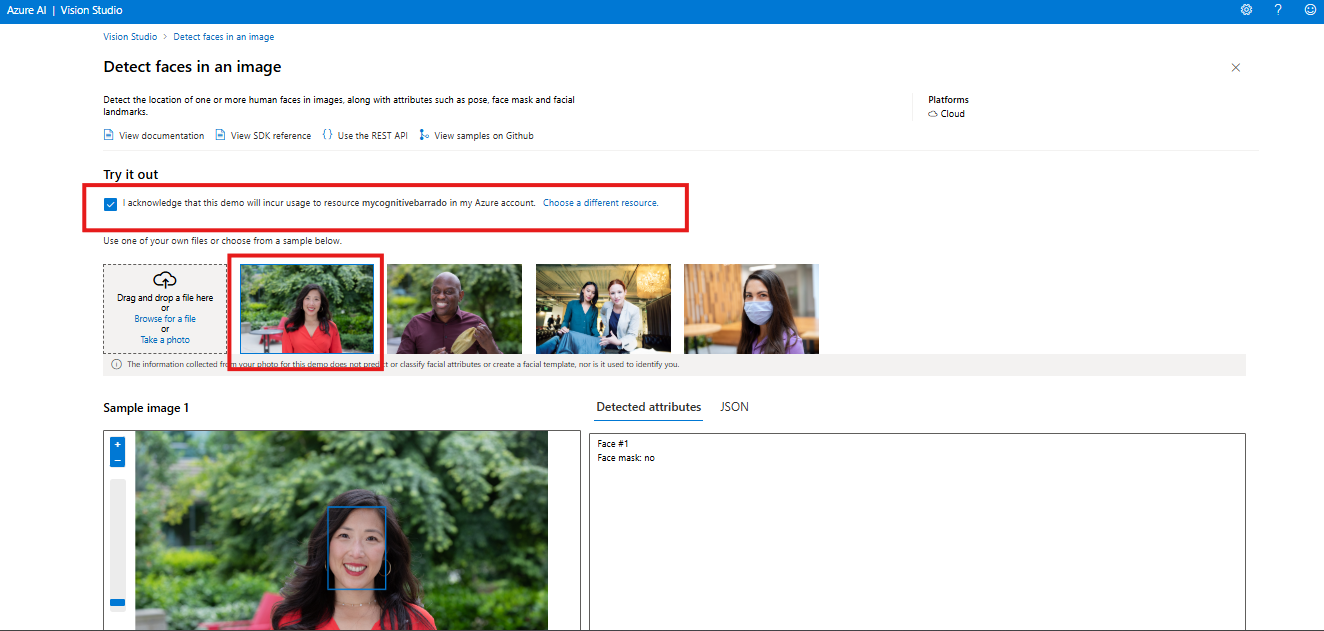 Azure AI | Vision Studio
Vision Studio > Detect faces in an image
Detect faces in an image
Detect the location of one or more human faces in images, along with attributes such as pose, face mask and facial
landmarks.
Platforms
Cloud
View documentation View SDK reference {} Use the REST API View samples on Github
Try it out
I acknowledge that this demo will incur usage to resource mycognitivebarrado in my Azure account. Choose a different resource.
Use one of your own files or choose from a sample below.
Drag and drop a file here
or
Browse for a file
or
Take a photo
The information collected from your photo for this demo does not predict or classify facial attributes or create a facial template, nor is it used to identify you.
Sample image 1
Detected attributes JSON
+
−
Face #1
Face mask: no